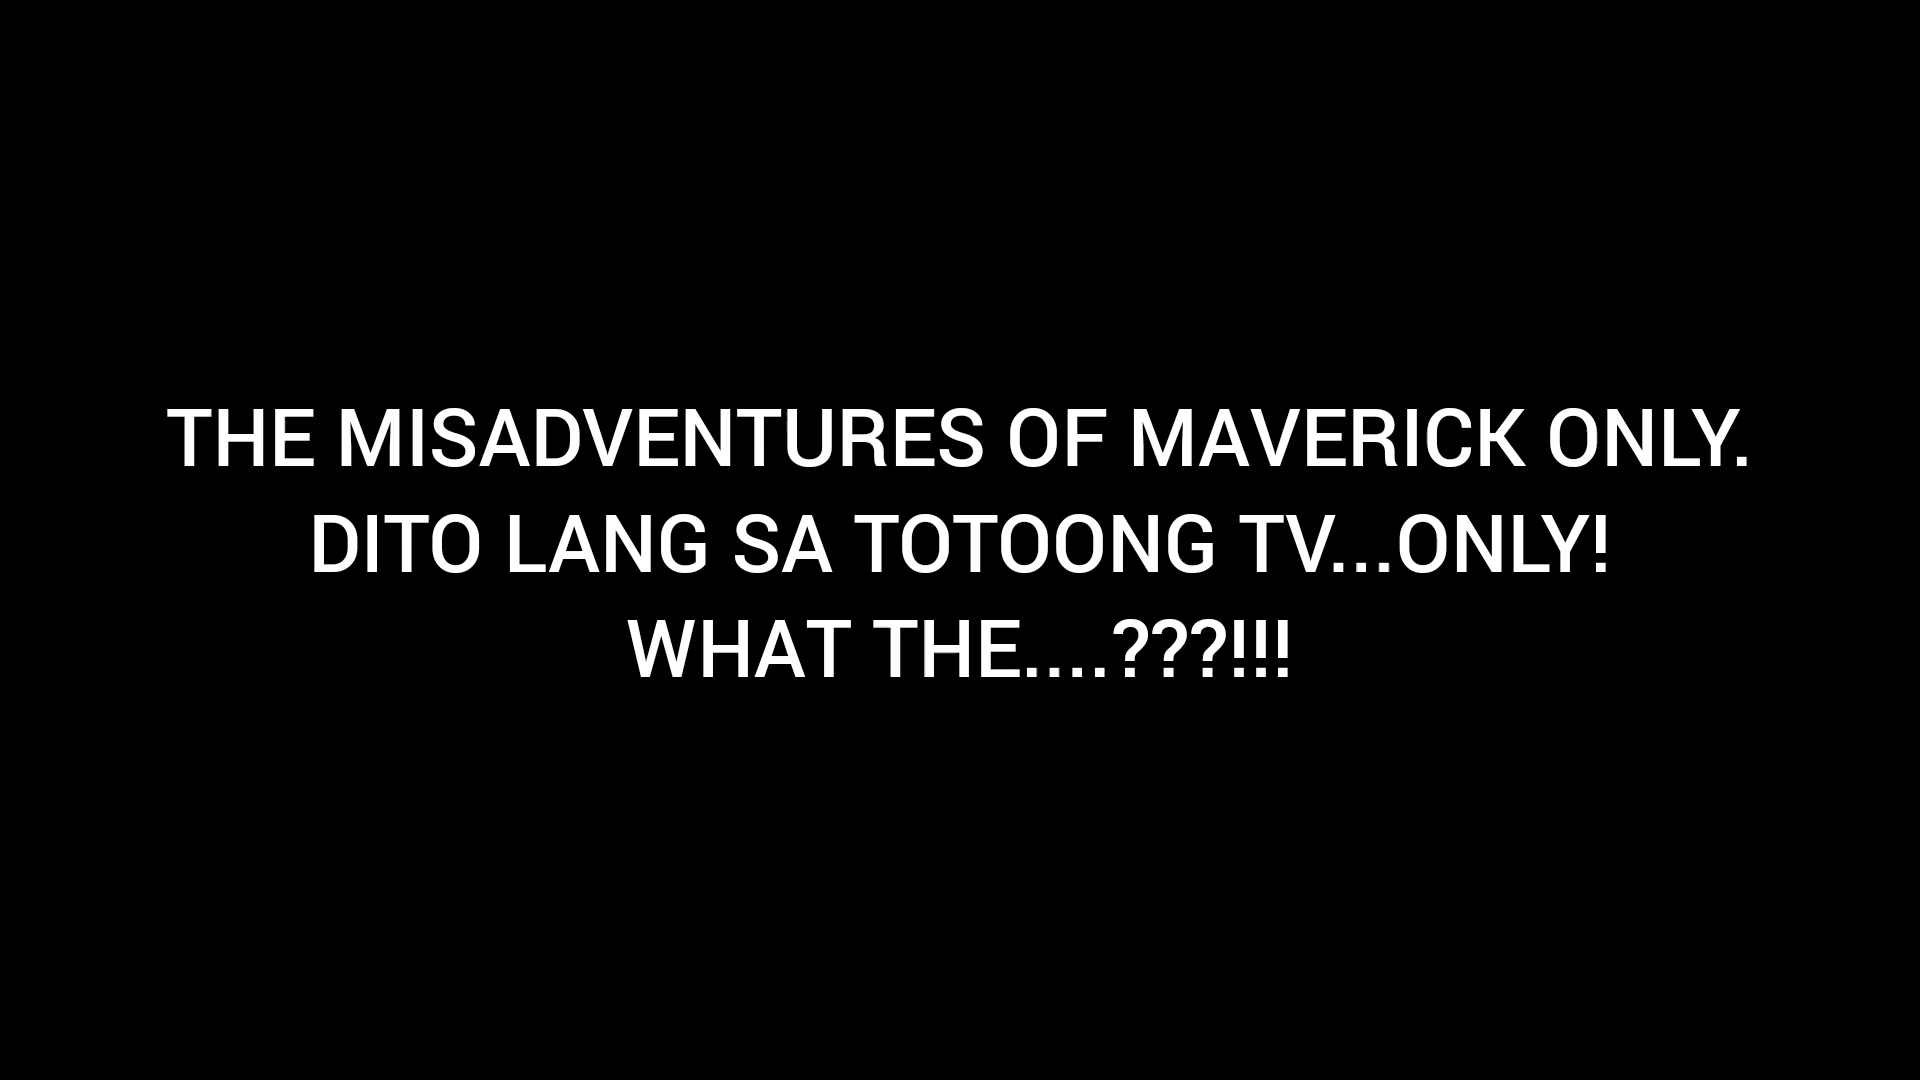 THE MISADVENTURES OF MAVERICK ONLY.
DITO LANG SA TOTOONG TV...ONLY!
WHAT THE....???!!!